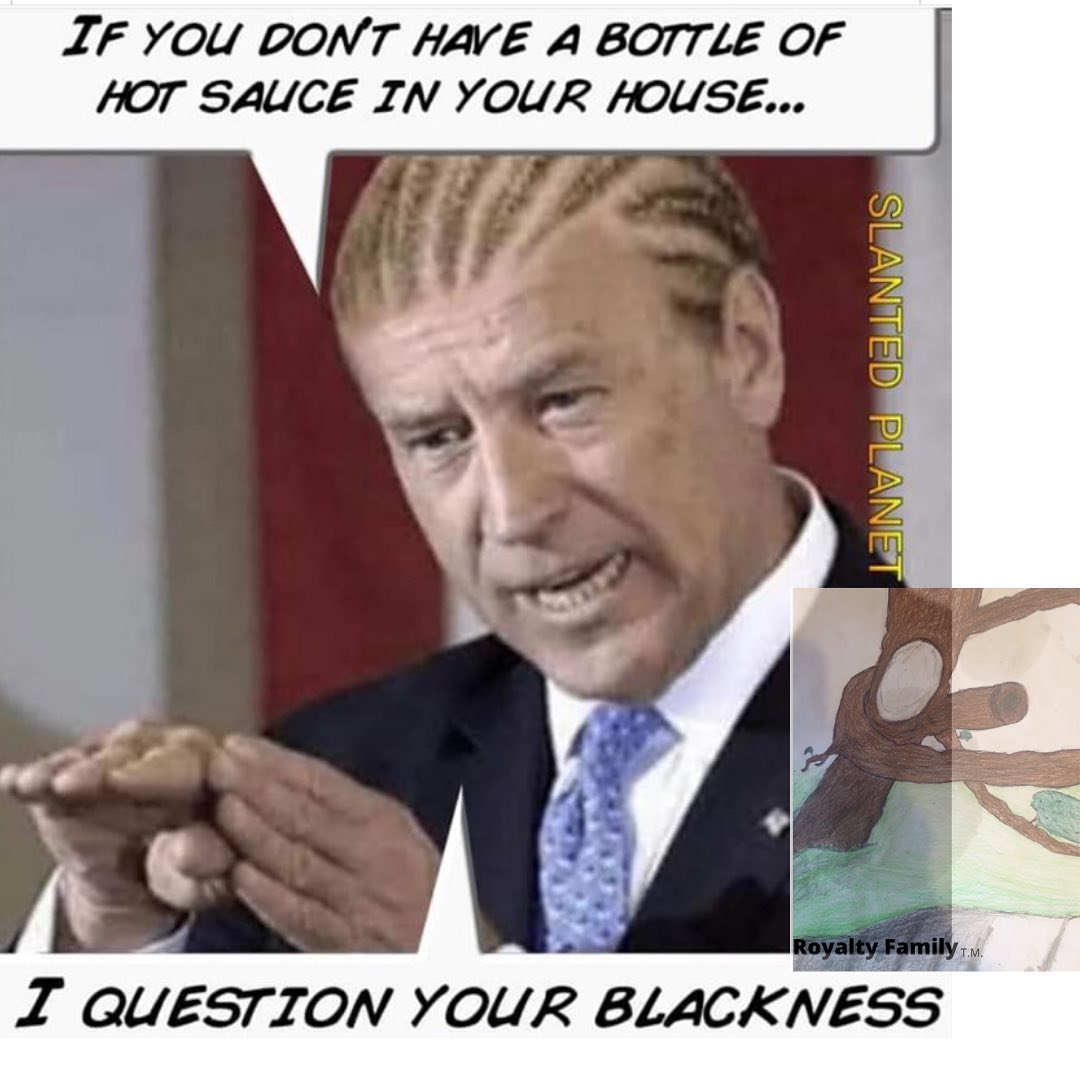 IF YOU DON'T HAVE A BOTTLE OF
HOT SAUCE IN YOUR HOUSE...
SLANTED PLANET
Royalty Family T.M.
I QUESTION YOUR BLACKNESS